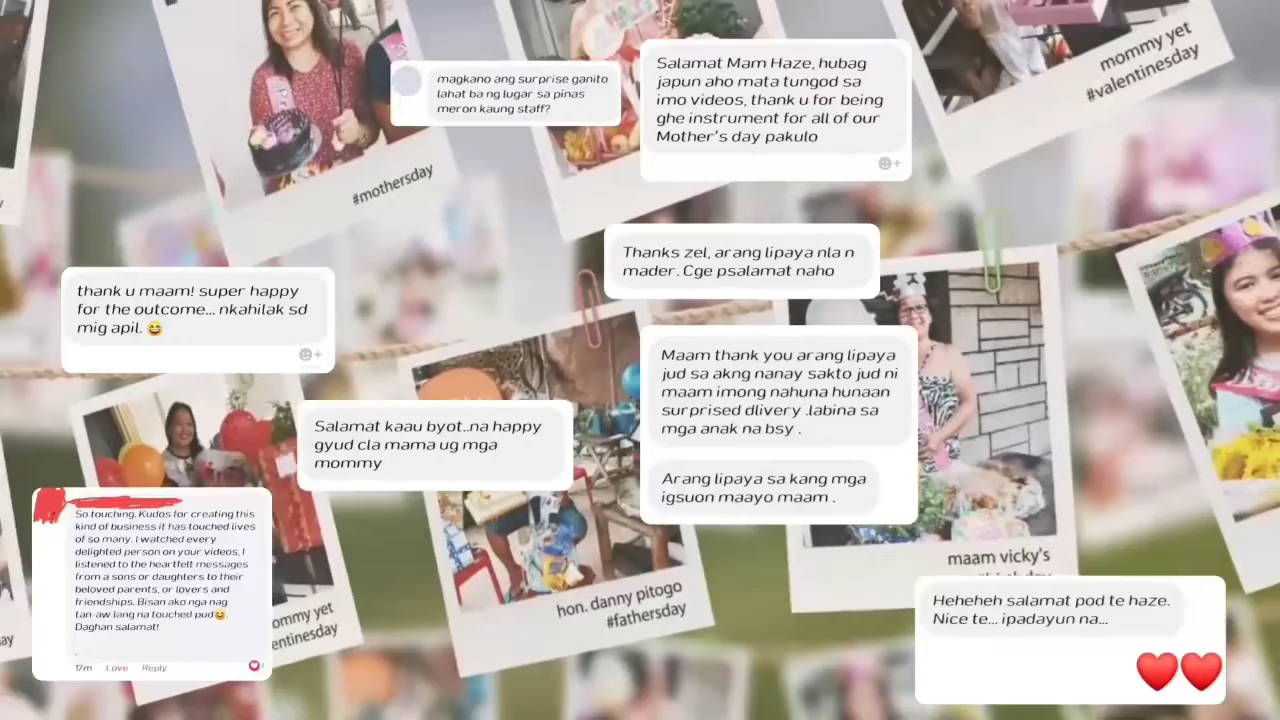 mommy yet
#valentinesday
magkano ang surprise ganito
lahat ba ng lugar sa pinas
meron kaung staff?
Salamat Mam Haze, hubag
japun aho mata tungod sa
imo videos, thank u for being
ghe instrument for all of our
Mother's day pakulo
#mothersday
Thanks zel, arang lipaya nla n
mader. Cge psalamat naho
thank u maam! super happy
for the outcome... nkahilak sd
mig apil. 😅
Maam thank you arang lipaya
jud sa akng nanay sakto jud ni
maam imong nahuna hunaan
surprised dlivery .labina sa
mga anak na bsy .
Arang lipaya sa kang mga
igsuon maayo maam .
Salamat kaau byot..na happy
gyud cla mama ug mga
mommy
So touching. Kudos for creating this
kind of business it has touched lives
of so many. I watched every
delighted person on your videos, I
listened to the heartfelt messages
from a sons or daughters to their
beloved parents, or lovers and
friendships. Bisan ako nga nag
tan-aw lang na touched pud😅.
Daghan salamat!
.
17m Love Reply 1
ommy yet
entinesday
hon. danny pitogo
#fathersday
maam vicky's
Heheheh salamat pod te haze.
Nice te... ipadayun na...